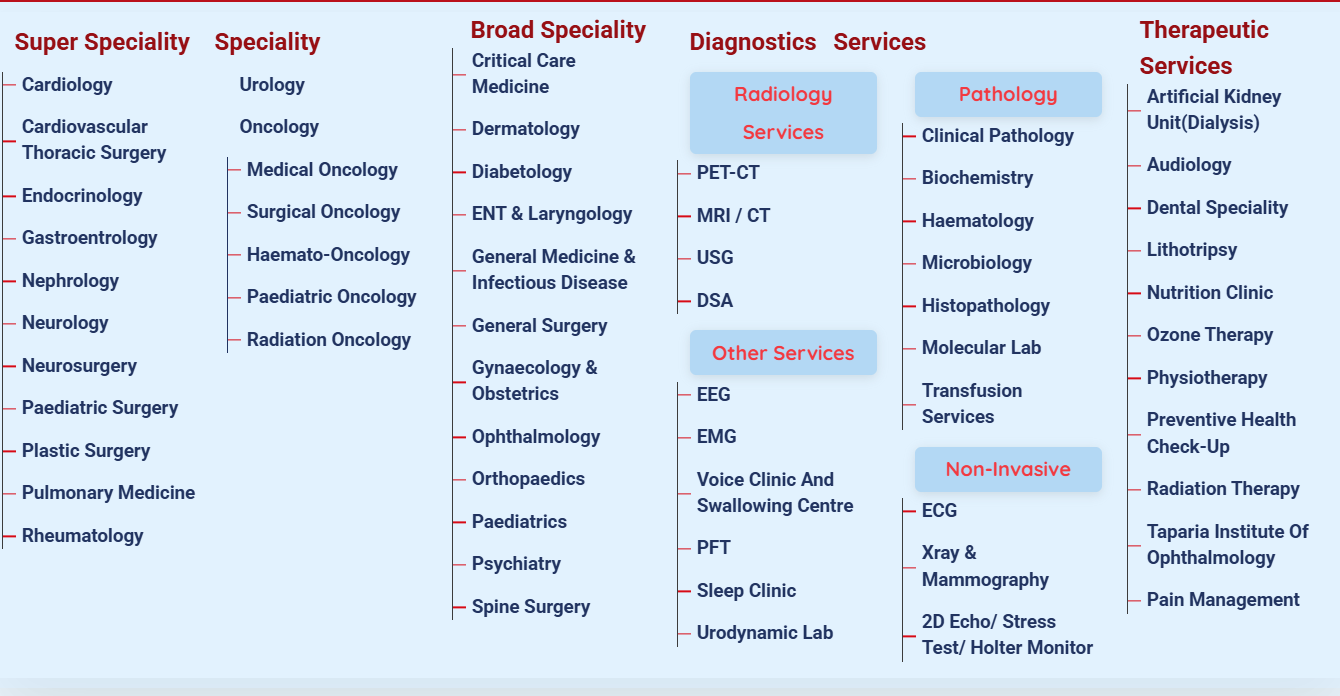 Super Speciality
Cardiology
Cardiovascular
Thoracic Surgery
Endocrinology
Gastroentrology
Nephrology
Neurology
Neurosurgery
Paediatric Surgery
Plastic Surgery
Pulmonary Medicine
Rheumatology
Speciality
Urology
Oncology
Medical Oncology
Surgical Oncology
Haemato-Oncology
Paediatric Oncology
Radiation Oncology
Broad Speciality
Critical Care
Medicine
Dermatology
Diabetology
ENT & Laryngology
General Medicine &
Infectious Disease
General Surgery
Gynaecology &
Obstetrics
Ophthalmology
Orthopaedics
Paediatrics
Psychiatry
Spine Surgery
Diagnostics Services
Radiology
Services
PET-CT
MRI / CT
USG
DSA
Other Services
EEG
EMG
Voice Clinic And
Swallowing Centre
PFT
Sleep Clinic
Urodynamic Lab
Pathology
Clinical Pathology
Biochemistry
Haematology
Microbiology
Histopathology
Molecular Lab
Transfusion
Services
Non-Invasive
ECG
Xray &
Mammography
2D Echo/ Stress
Test/ Holter Monitor
Therapeutic
Services
Artificial Kidney
Unit(Dialysis)
Audiology
Dental Speciality
Lithotripsy
Nutrition Clinic
Ozone Therapy
Physiotherapy
Preventive Health
Check-Up
Radiation Therapy
Taparia Institute Of
Ophthalmology
Pain Management